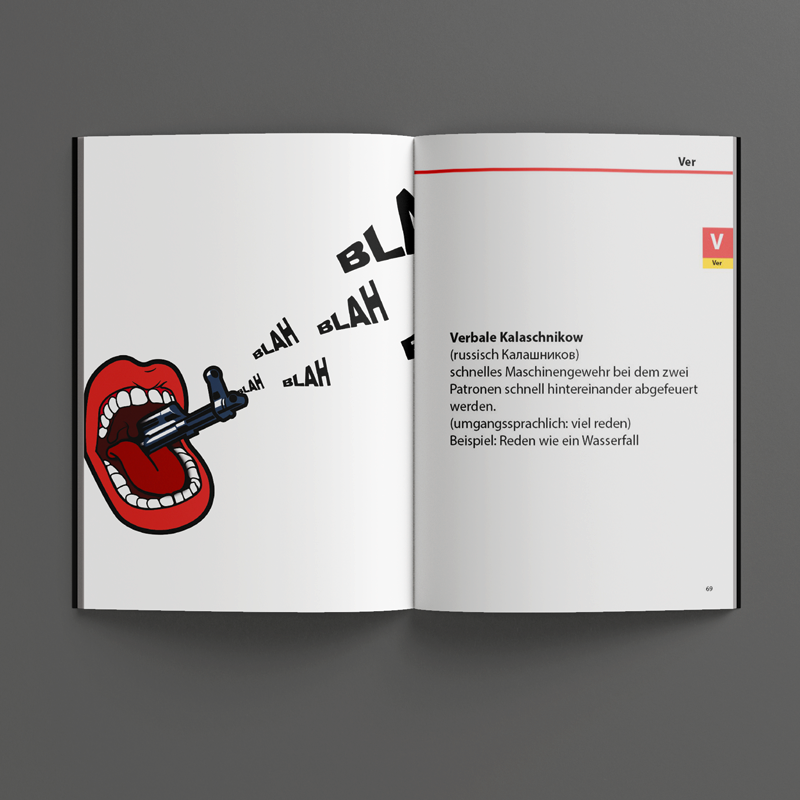 BLA
BLAH
BLAH
BLAH
BLAH
Ver
V
Ver
Verbale Kalaschnikow
(russisch Калашников)
schnelles Maschinengewehr bei dem zwei
Patronen schnell hintereinander abgefeuert
werden.
(umgangssprachlich: viel reden)
Beispiel: Reden wie ein Wasserfall
69